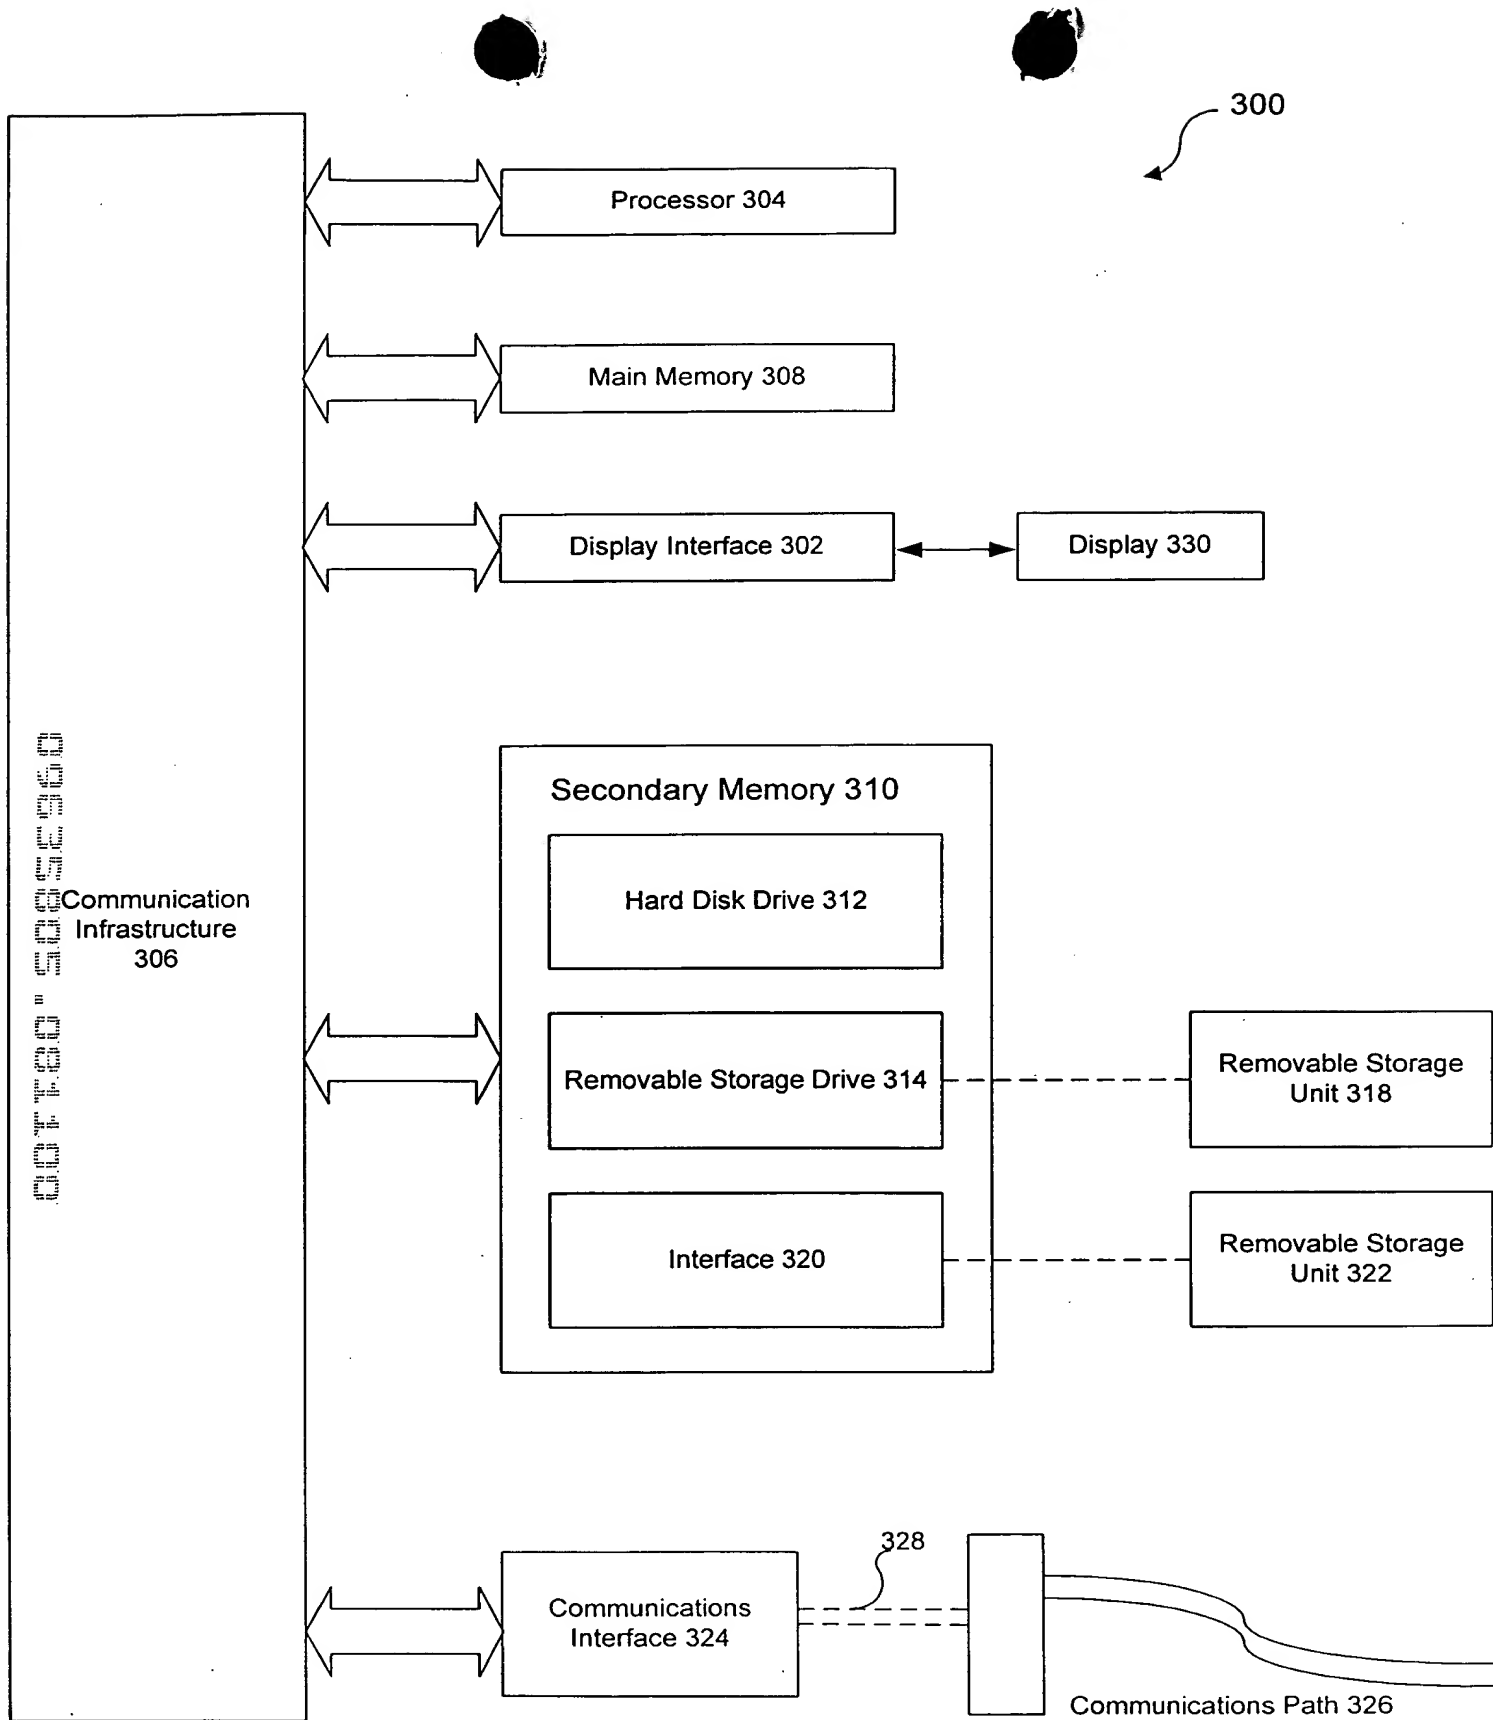 300
Processor 304
Main Memory 308
Display Interface 302
Display 330
Secondary Memory 310
Hard Disk Drive 312
Communication
Infrastructure
306
Removable Storage Drive 314
Removable Storage
Unit 318
Interface 320
Removable Storage
Unit 322
328
Communications
Interface 324
Communications Path 326